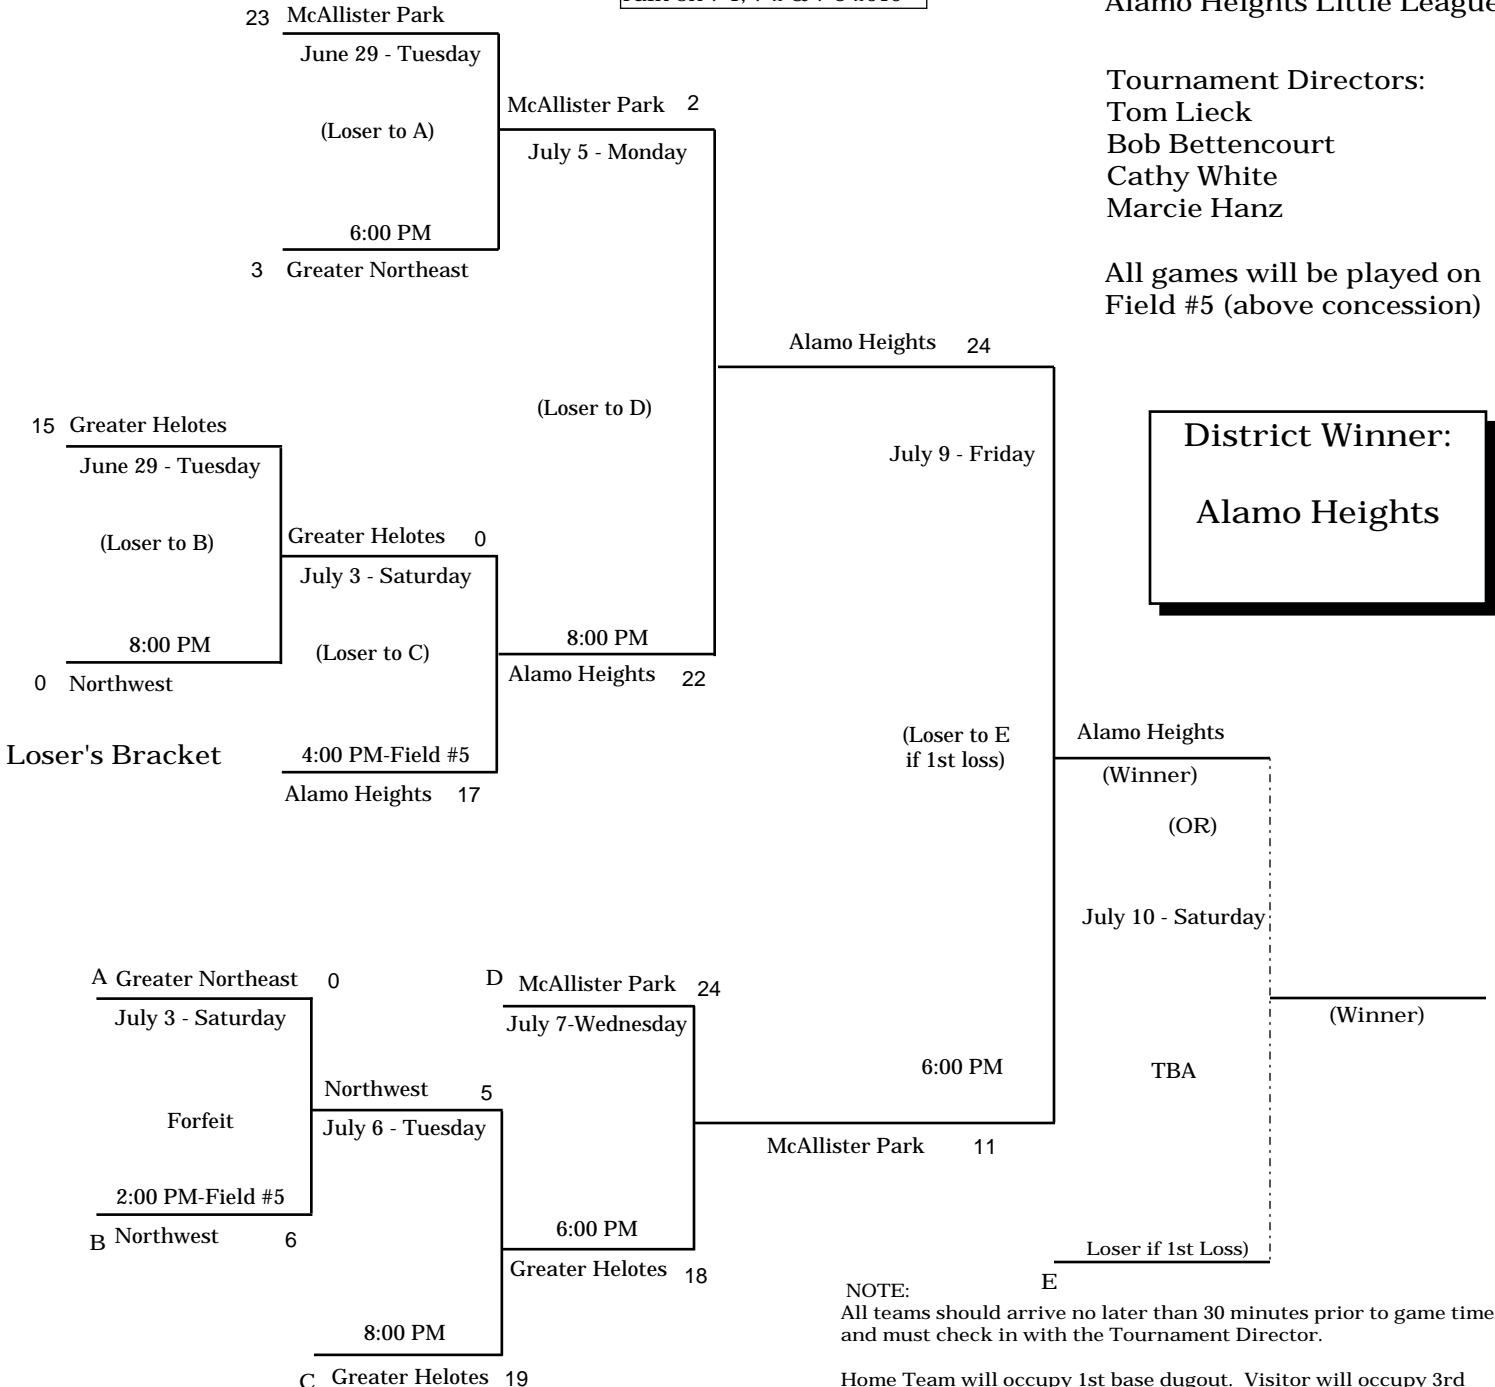 Alamo Heights Little League
23 McAllister Park
June 29 - Tuesday
(Loser to A)
6:00 PM
3 Greater Northeast
McAllister Park 2
July 5 - Monday
(Loser to D)
8:00 PM
Alamo Heights 22
Tournament Directors:
Tom Lieck
Bob Bettencourt
Cathy White
Marcie Hanz
All games will be played on
Field #5 (above concession)
15 Greater Helotes
June 29 - Tuesday
(Loser to B)
8:00 PM
0 Northwest
Greater Helotes 0
July 3 - Saturday
(Loser to C)
4:00 PM-Field #5
Alamo Heights 17
Alamo Heights 24
July 9 - Friday
(Loser to E
if 1st loss)
6:00 PM
McAllister Park 11
District Winner:
Alamo Heights
Loser's Bracket
Alamo Heights
(Winner)
(OR)
July 10 - Saturday
TBA
Loser if 1st Loss)
E
(Winner)
A Greater Northeast 0
July 3 - Saturday
Forfeit
2:00 PM-Field #5
B Northwest 6
Northwest 5
July 6 - Tuesday
8:00 PM
C Greater Helotes 19
D McAllister Park 24
July 7-Wednesday
6:00 PM
Greater Helotes 18
NOTE:
All teams should arrive no later than 30 minutes prior to game time
and must check in with the Tournament Director.
Home Team will occupy 1st base dugout. Visitor will occupy 3rd